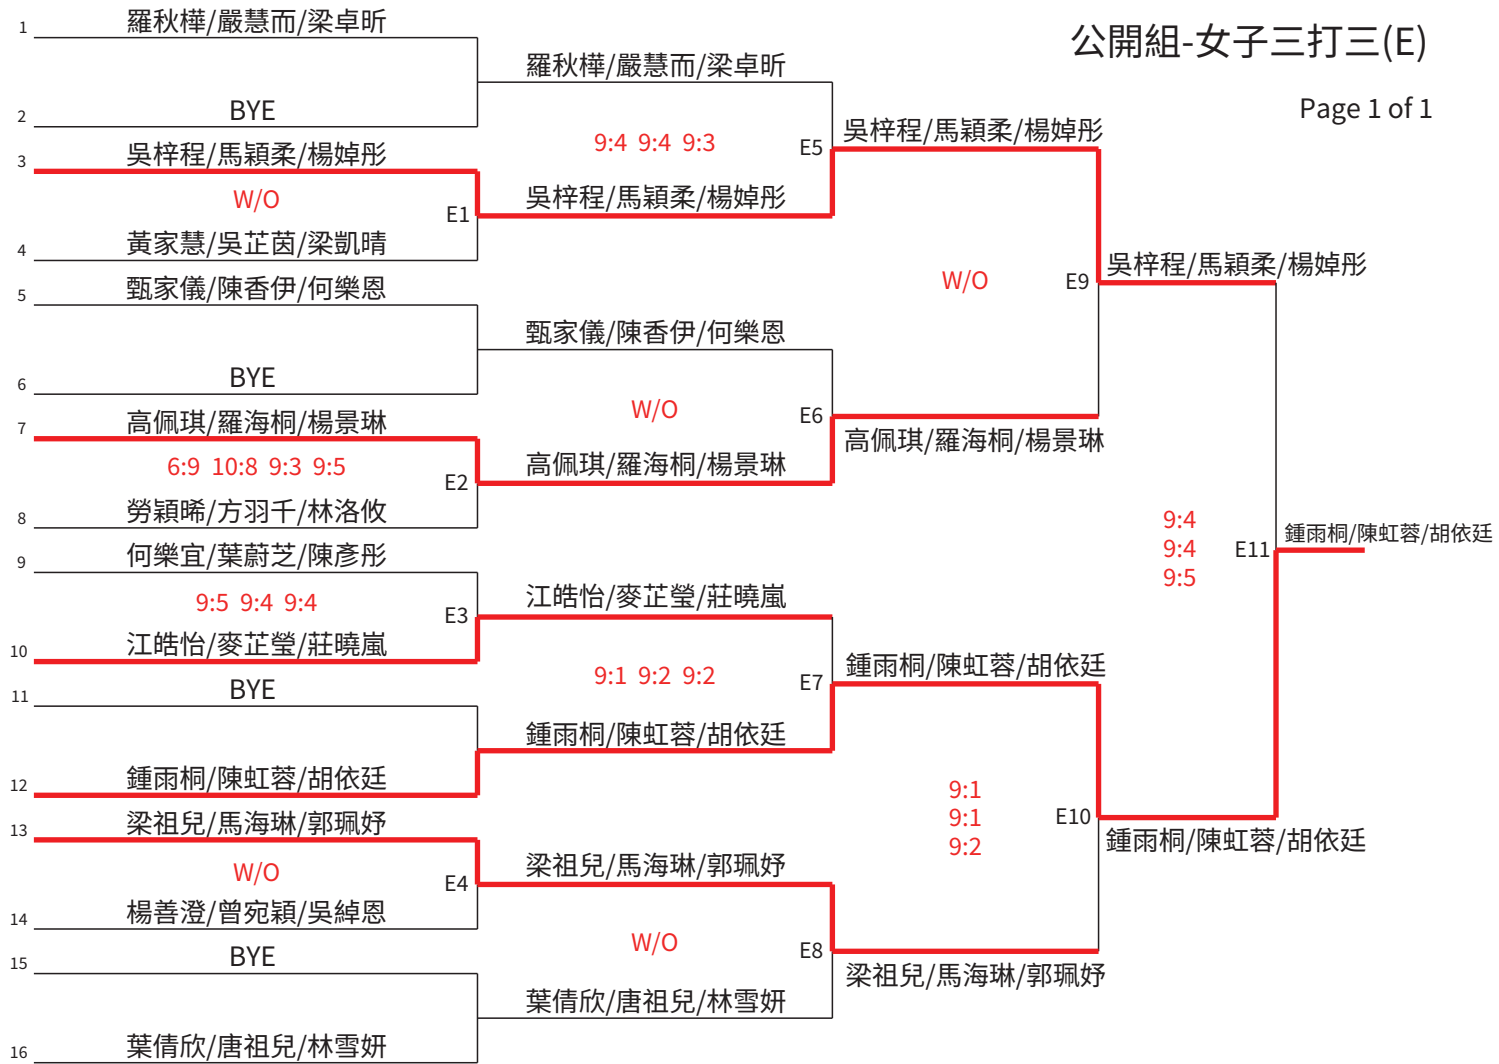 公開組-女子三打三(E)
Page 1 of 1
1 羅秋樺/嚴慧而/梁卓昕
2 BYE
3 吳梓程/馬穎柔/楊婥彤
W/O
E1
4 黃家慧/吳芷茵/梁凱晴
5 甄家儀/陳香伊/何樂恩
6 BYE
7 高佩琪/羅海桐/楊景琳
6:9 10:8 9:3 9:5
E2
8 勞穎晞/方羽千/林洛攸
9 何樂宜/葉蔚芝/陳彥彤
9:5 9:4 9:4
E3
10 江皓怡/麥芷瑩/莊曉嵐
11 BYE
12 鍾雨桐/陳虹蓉/胡依廷
13 梁祖兒/馬海琳/郭珮妤
W/O
E4
14 楊善澄/曾宛穎/吳綽恩
15 BYE
16 葉倩欣/唐祖兒/林雪妍
羅秋樺/嚴慧而/梁卓昕
9:4 9:4 9:3
E5
吳梓程/馬穎柔/楊婥彤
甄家儀/陳香伊/何樂恩
W/O
E6
高佩琪/羅海桐/楊景琳
江皓怡/麥芷瑩/莊曉嵐
9:1 9:2 9:2
E7
鍾雨桐/陳虹蓉/胡依廷
梁祖兒/馬海琳/郭珮妤
W/O
E8
葉倩欣/唐祖兒/林雪妍
吳梓程/馬穎柔/楊婥彤
W/O
E9
高佩琪/羅海桐/楊景琳
鍾雨桐/陳虹蓉/胡依廷
9:1
9:1
9:2
E10
梁祖兒/馬海琳/郭珮妤
吳梓程/馬穎柔/楊婥彤
9:4
9:4
9:5
E11
鍾雨桐/陳虹蓉/胡依廷
鍾雨桐/陳虹蓉/胡依廷